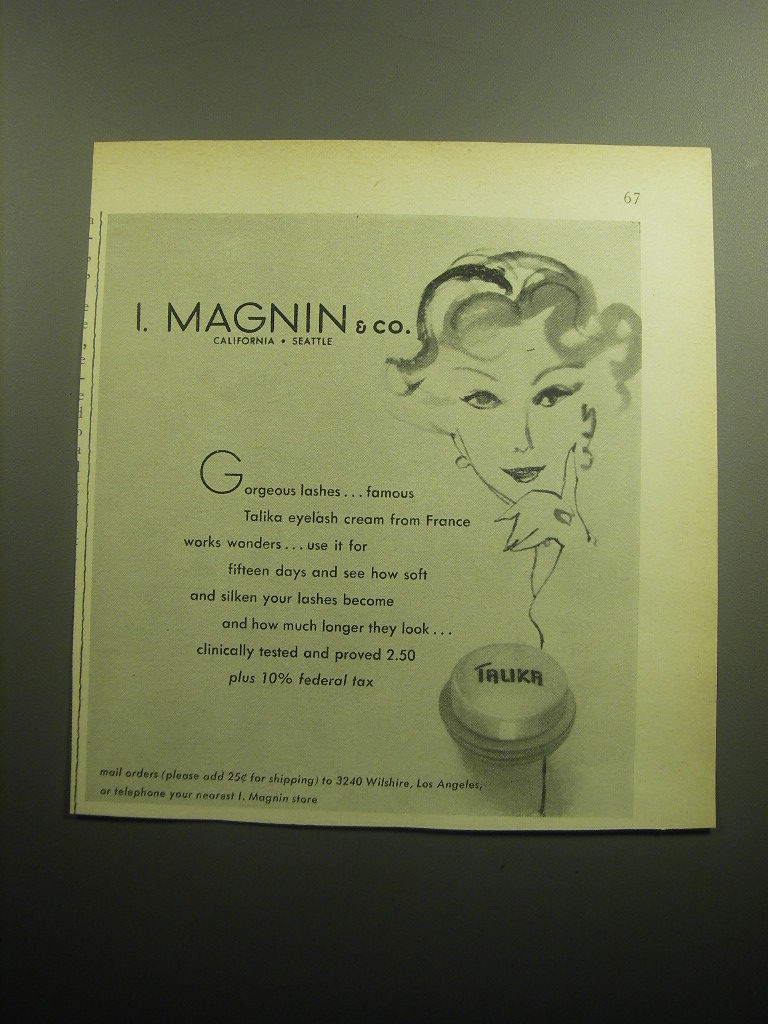 67
I. MAGNIN & CO.
CALIFORNIA • SEATTLE
Gorgeous lashes... famous
Talika eyelash cream from France
works wonders... use it for
fifteen days and see how soft
and silken your lashes become
and how much longer they look...
clinically tested and proved 2.50
plus 10% federal tax
TALIKA
mail orders (please add 25¢ for shipping) to 3240 Wilshire, Los Angeles,
or telephone your nearest I. Magnin store